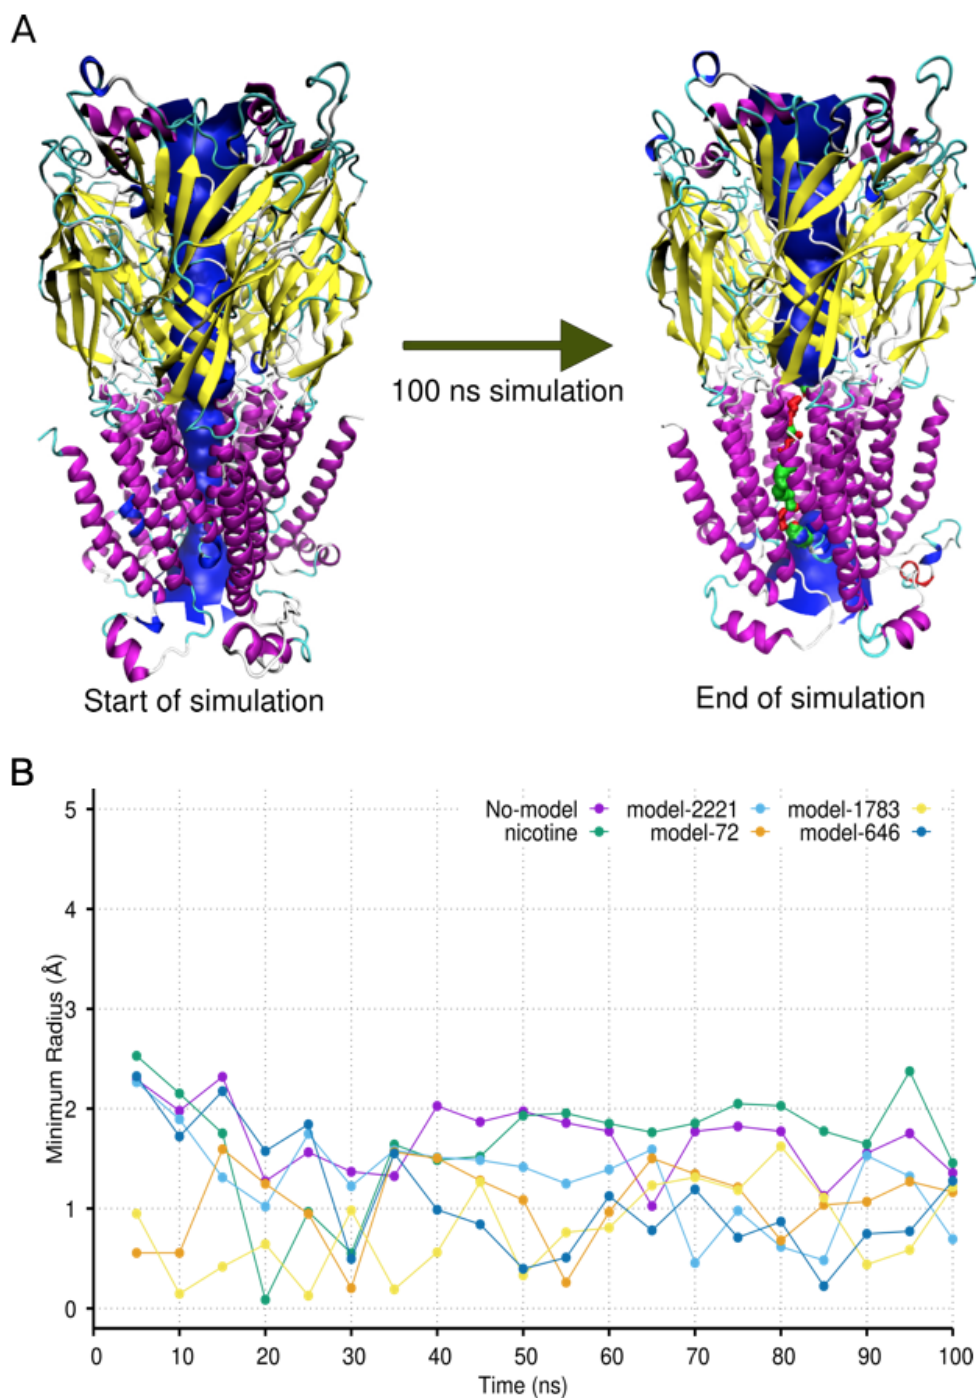 A
100 ns simulation
Start of simulation
End of simulation
B
No-model model-2221 model-1783
nicotine model-72 model-646
5
4
3
2
1
0
Minimum Radius (Å)
0 10 20 30 40 50 60 70 80 90 100
Time (ns)